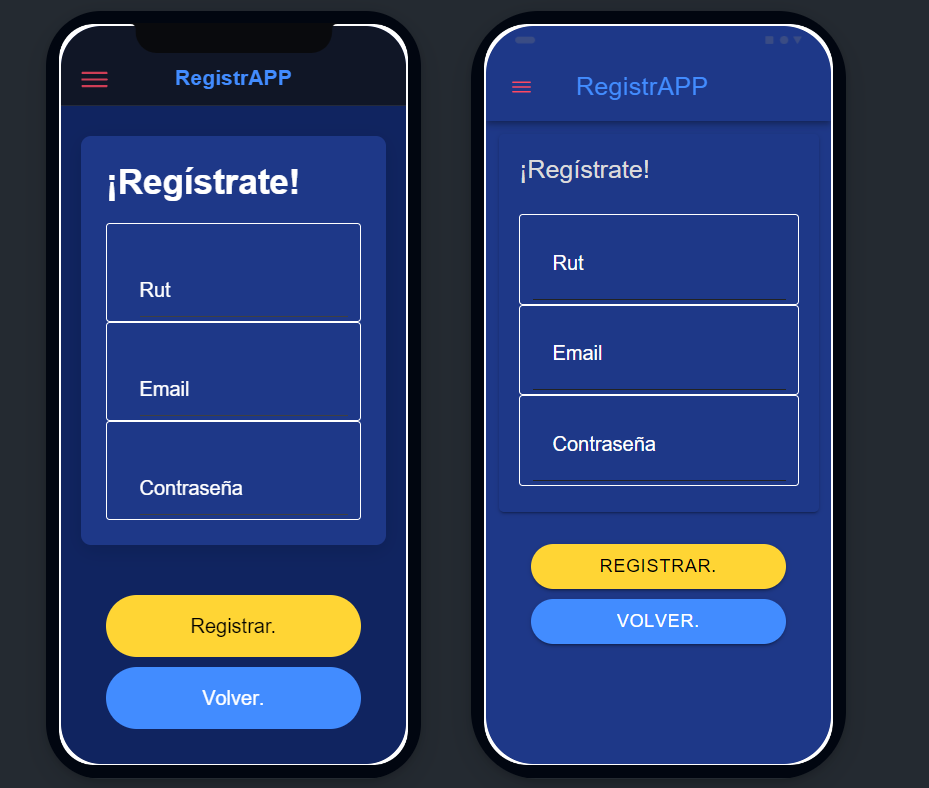 RegistrAPP
¡Regístrate!
Rut
Email
Contraseña
Registrar.
Volver.
RegistrAPP
¡Regístrate!
Rut
Email
Contraseña
REGISTRAR.
VOLVER.